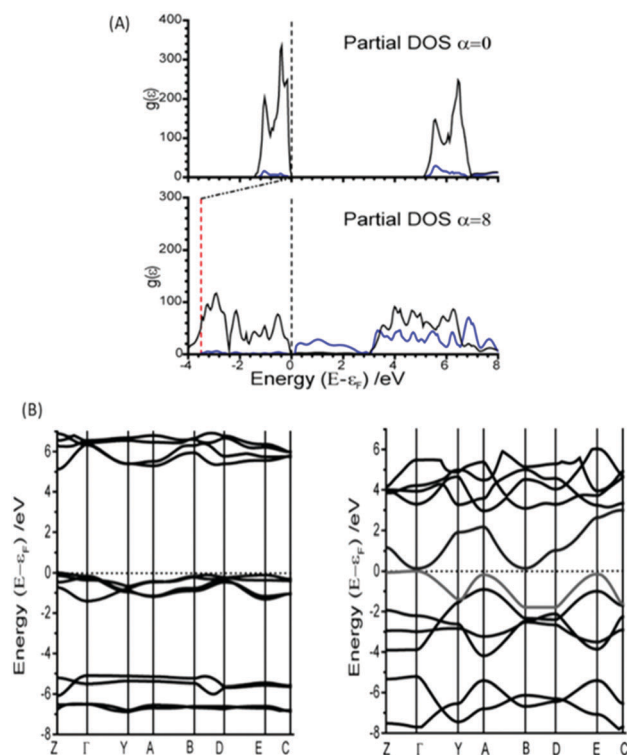 (A)
400
300
200
100
0
g(ε)
Partial DOS α=0
300
200
100
0
g(ε)
Partial DOS α=8
-4 -2 0 2 4 6 8
Energy (E-εF) /eV
(B)
6
4
2
0
-2
-4
-6
-8
Energy (E-εF) /eV
Z Γ Y A B D E C
6
4
2
0
-2
-4
-6
-8
Energy (E-εF) /eV
Z Γ Y A B D E C